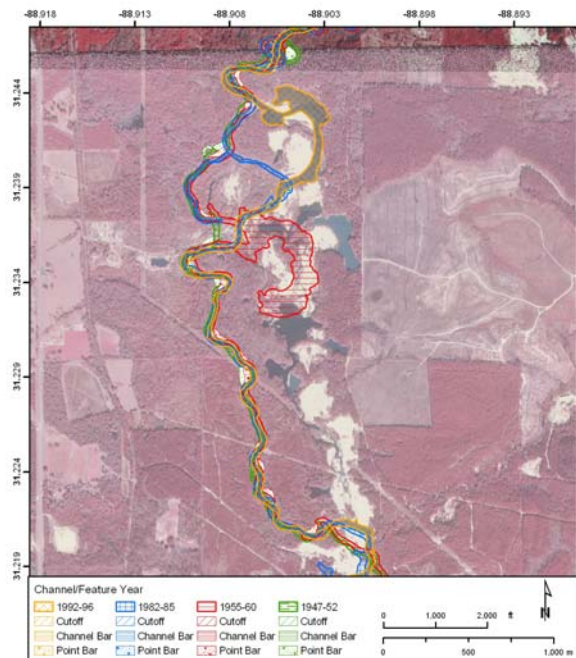 -88.918 -88.913 -88.908 -88.903 -88.898 -88.893
31.244
31.239
31.234
31.229
31.224
31.219
Channel/Feature Year
1992-96 1982-85 1955-60 1947-52
Cutoff Cutoff Cutoff Cutoff
Channel Bar Channel Bar Channel Bar Channel Bar
Point Bar Point Bar Point Bar Point Bar
N
0 1,000 2,000 ft
0 500 1,000 m